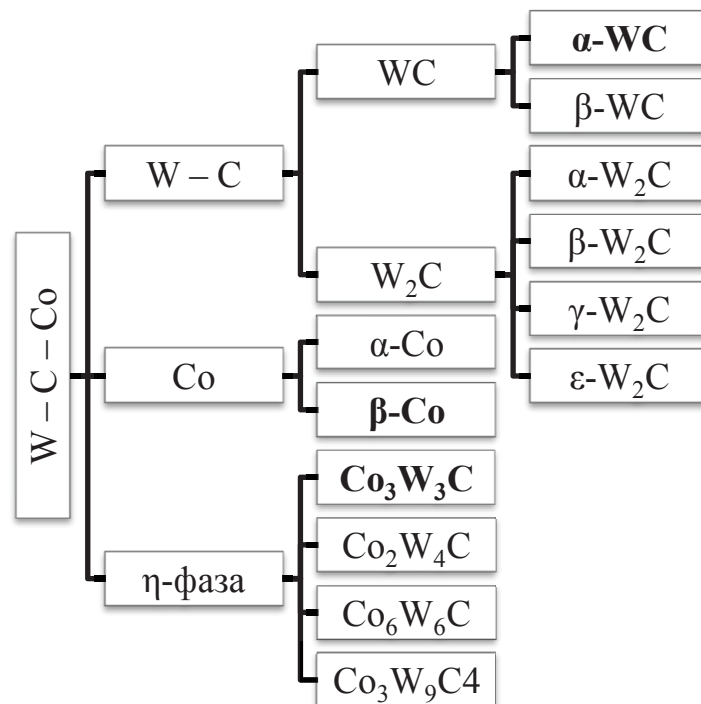 W – C – Co
W – C
WC
α-WC
β-WC
W₂C
α-W₂C
β-W₂C
γ-W₂C
ε-W₂C
Co
α-Co
β-Co
η-фаза
Co₃W₃C
Co₂W₄C
Co₆W₆C
Co₃W₉C4